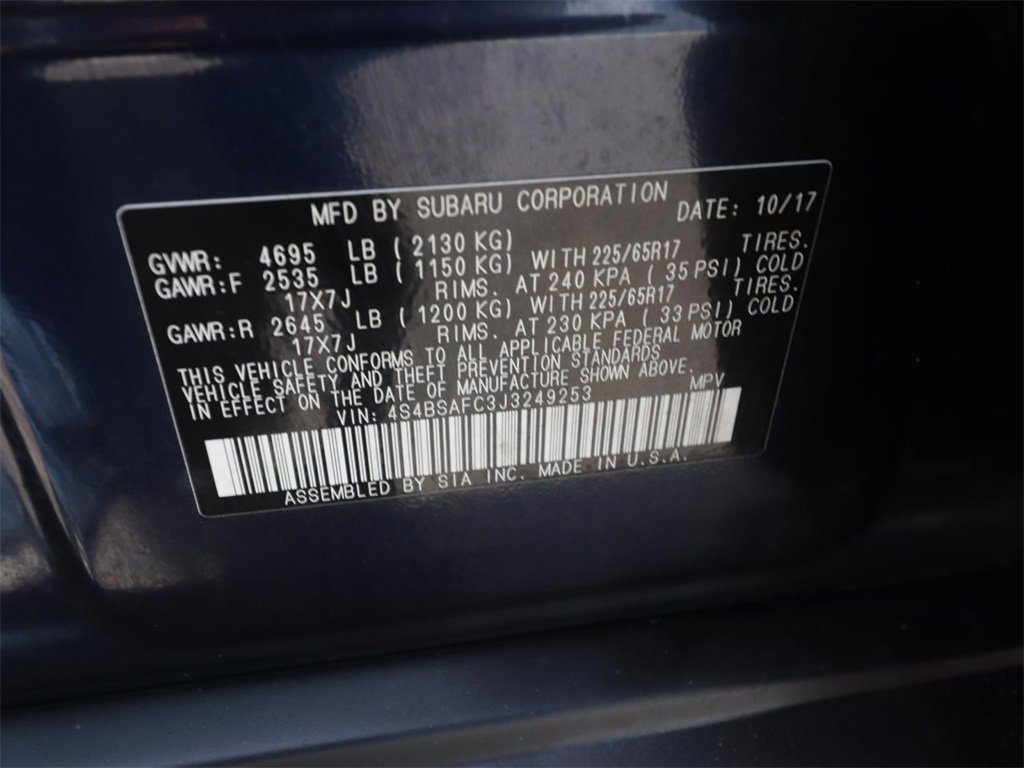 MFD BY SUBARU CORPORATION DATE: 10/17
GVWR: 4695 LB ( 2130 KG)
GAWR:F 2535 LB ( 1150 KG) WITH 225/65R17 TIRES.
17X7J RIMS. AT 240 KPA ( 35 PSI) COLD
GAWR:R 2645 LB ( 1200 KG) WITH 225/65R17 TIRES.
17X7J RIMS. AT 230 KPA ( 33 PSI) COLD
THIS VEHICLE CONFORMS TO ALL APPLICABLE FEDERAL MOTOR
VEHICLE SAFETY AND THEFT PREVENTION STANDARDS
IN EFFECT ON THE DATE OF MANUFACTURE SHOWN ABOVE.
VIN: 4S4BSAFC3J3249253 MPV
ASSEMBLED BY SIA INC. MADE IN U.S.A.